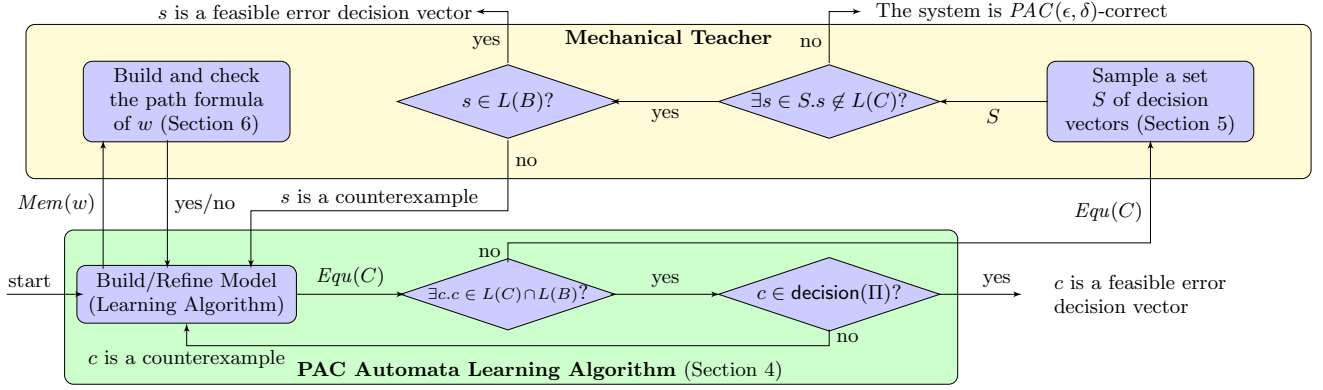 s is a feasible error decision vector
The system is PAC(ϵ, δ)-correct
yes
no
Mechanical Teacher
Build and check
the path formula
of w (Section 6)
s ∈ L(B)?
yes
∃s ∈ S.s ∉ L(C)?
S
Sample a set
S of decision
vectors (Section 5)
no
Mem(w)
yes/no
s is a counterexample
Equ(C)
start
Build/Refine Model
(Learning Algorithm)
Equ(C)
no
∃c.c ∈ L(C)∩L(B)?
yes
c ∈ decision(Π)?
yes
c is a feasible error
decision vector
no
c is a counterexample
PAC Automata Learning Algorithm (Section 4)